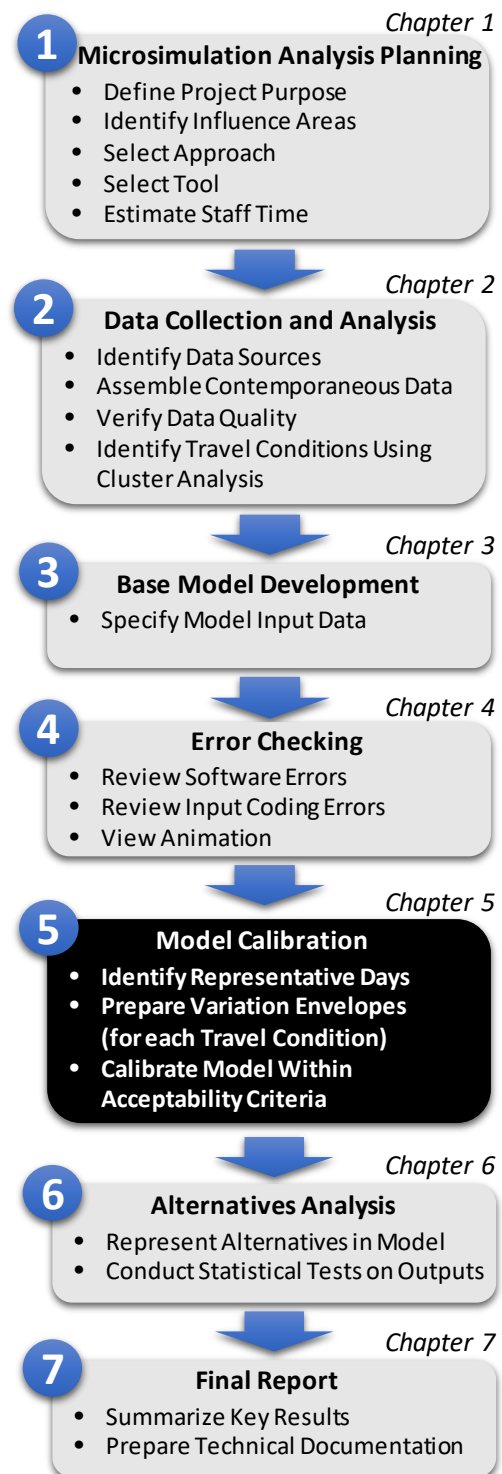 Chapter 1
1
Microsimulation Analysis Planning
• Define Project Purpose
• Identify Influence Areas
• Select Approach
• Select Tool
• Estimate Staff Time
Chapter 2
2
Data Collection and Analysis
• Identify Data Sources
• Assemble Contemporaneous Data
• Verify Data Quality
• Identify Travel Conditions Using
Cluster Analysis
Chapter 3
3
Base Model Development
• Specify Model Input Data
Chapter 4
4
Error Checking
• Review Software Errors
• Review Input Coding Errors
• View Animation
Chapter 5
5
Model Calibration
• Identify Representative Days
• Prepare Variation Envelopes
(for each Travel Condition)
• Calibrate Model Within
Acceptability Criteria
Chapter 6
6
Alternatives Analysis
• Represent Alternatives in Model
• Conduct Statistical Tests on Outputs
Chapter 7
7
Final Report
• Summarize Key Results
• Prepare Technical Documentation